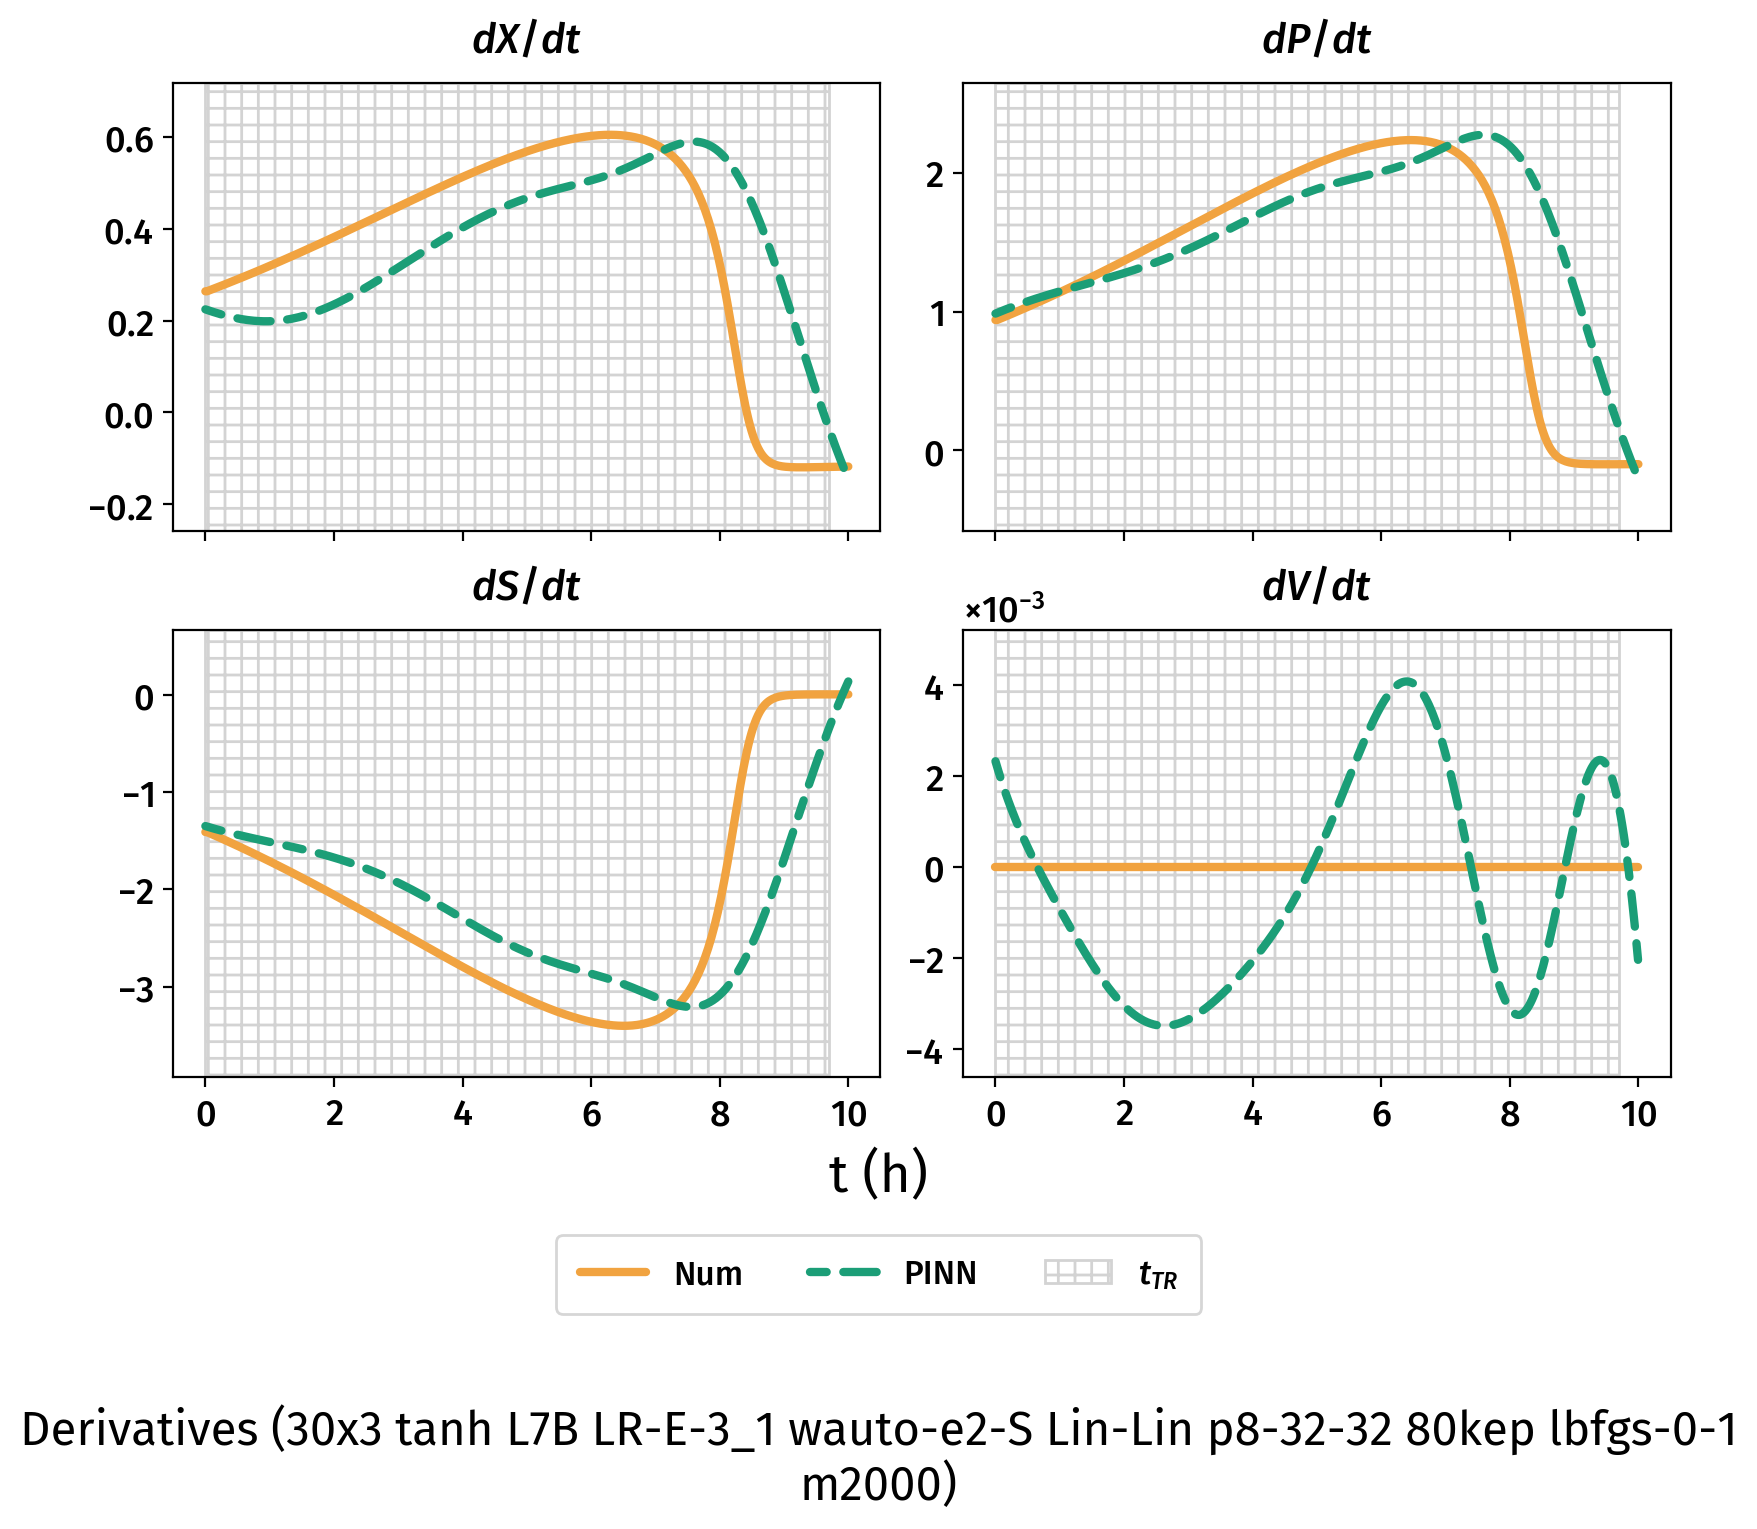 dX/dt
dP/dt
0.6
0.4
0.2
0.0
−0.2
2
1
0
dS/dt
dV/dt
×10⁻³
0
−1
−2
−3
4
2
0
−2
−4
0 2 4 6 8 10
0 2 4 6 8 10
t (h)
Num PINN t_TR
Derivatives (30x3 tanh L7B LR-E-3_1 wauto-e2-S Lin-Lin p8-32-32 80kep lbfgs-0-1
m2000)